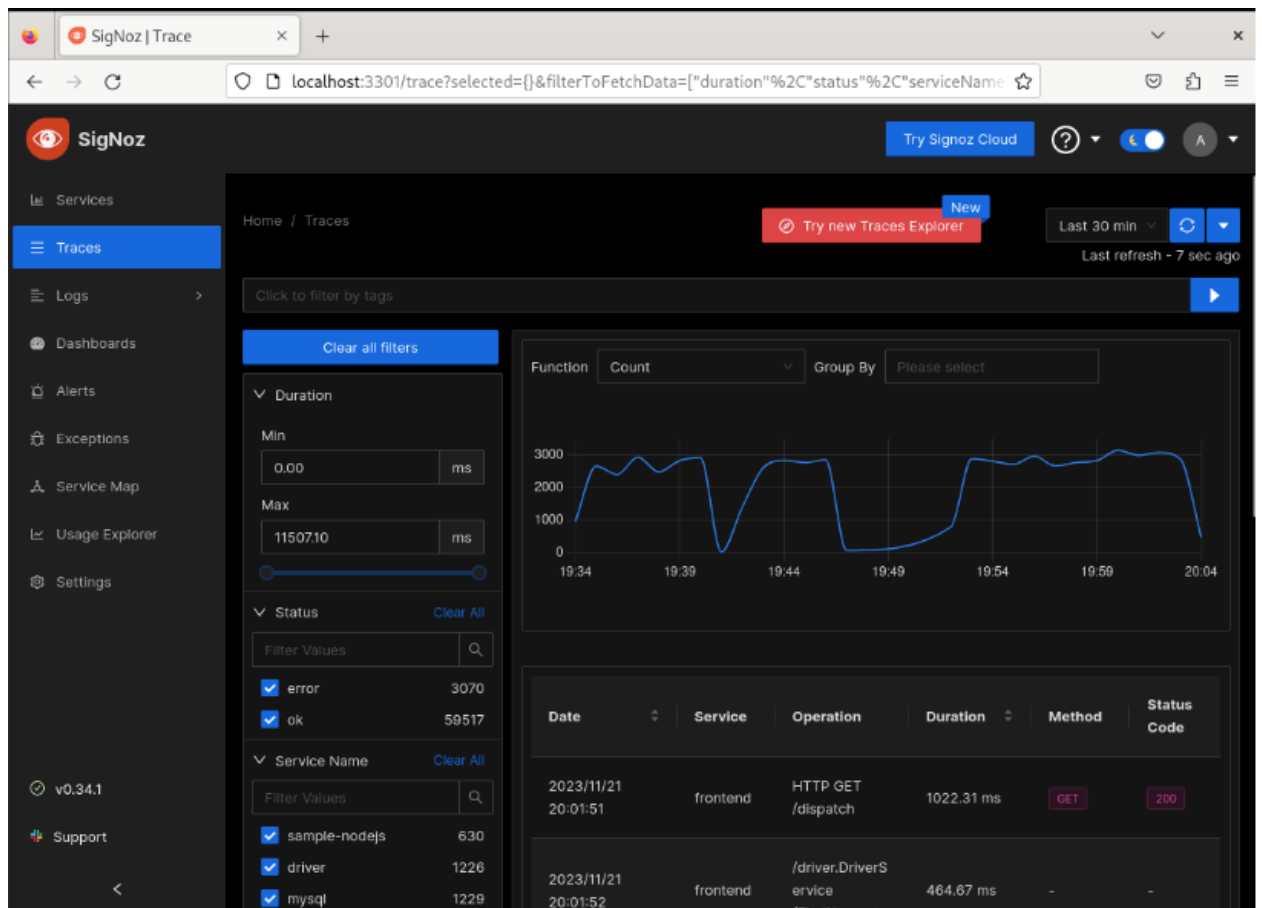 SigNoz | Trace
localhost:3301/trace?selected={}&filterToFetchData=["duration"%2C"status"%2C"serviceName
SigNoz
Try Signoz Cloud
A
Services
Traces
Logs
Dashboards
Alerts
Exceptions
Service Map
Usage Explorer
Settings
v0.34.1
Support
Home / Traces
New
Try new Traces Explorer
Last 30 min
Last refresh - 7 sec ago
Click to filter by tags
Clear all filters
Duration
Min
0.00 ms
Max
11507.10 ms
Status Clear All
Filter Values
error 3070
ok 59517
Service Name Clear All
Filter Values
sample-nodejs 630
driver 1226
mysql 1229
Function Count Group By Please select
3000
2000
1000
0
19:34 19:39 19:44 19:49 19:54 19:59 20:04
Date Service Operation Duration Method Status
Code
2023/11/21
20:01:51
frontend
HTTP GET
/dispatch
1022.31 ms
GET
200
2023/11/21
20:01:52
frontend
/driver.DriverS
ervice
464.67 ms
-
-